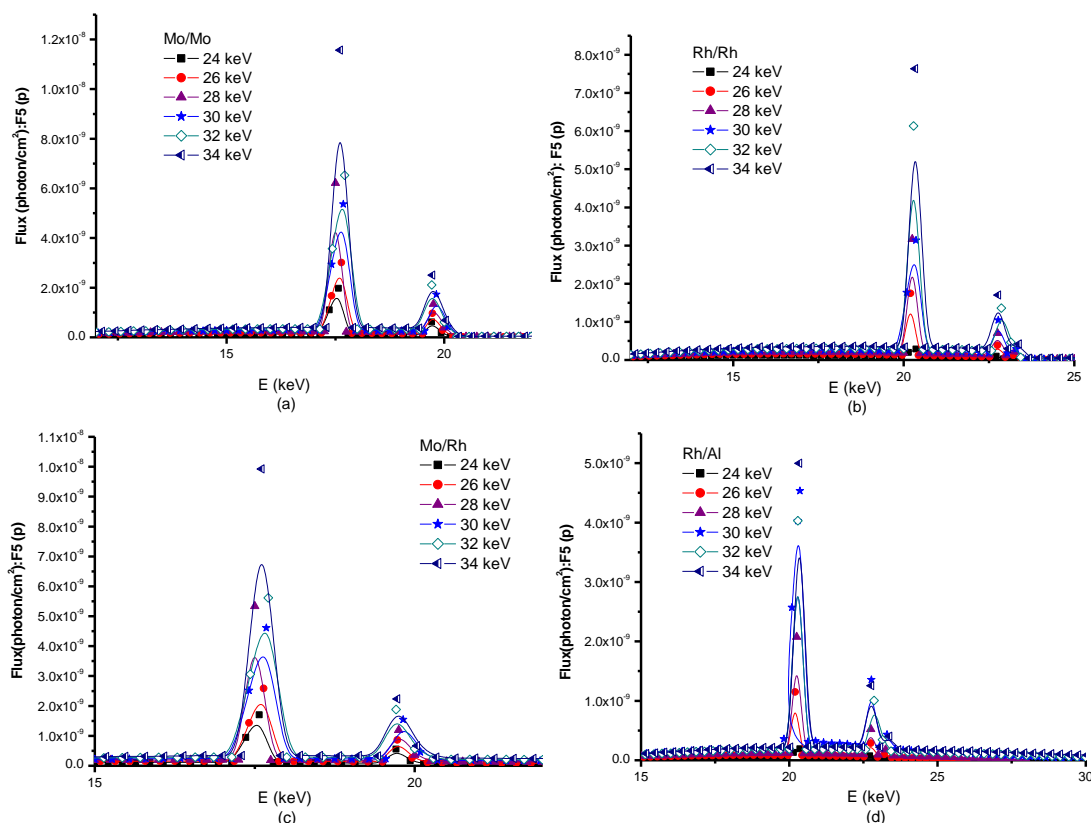 Mo/Mo
24 keV
26 keV
28 keV
30 keV
32 keV
34 keV
Flux (photon/cm²):F5 (p)
1.2x10⁻⁸
1.0x10⁻⁸
8.0x10⁻⁹
6.0x10⁻⁹
4.0x10⁻⁹
2.0x10⁻⁹
0.0
15 20
E (keV)
(a)
Rh/Rh
24 keV
26 keV
28 keV
30 keV
32 keV
34 keV
Flux (photon/cm²): F5 (p)
8.0x10⁻⁹
7.0x10⁻⁹
6.0x10⁻⁹
5.0x10⁻⁹
4.0x10⁻⁹
3.0x10⁻⁹
2.0x10⁻⁹
1.0x10⁻⁹
0.0
15 20 25
E (keV)
(b)
Mo/Rh
24 keV
26 keV
28 keV
30 keV
32 keV
34 keV
Flux(photon/cm²):F5 (p)
1.1x10⁻⁸
1.0x10⁻⁸
9.0x10⁻⁹
8.0x10⁻⁹
7.0x10⁻⁹
6.0x10⁻⁹
5.0x10⁻⁹
4.0x10⁻⁹
3.0x10⁻⁹
2.0x10⁻⁹
1.0x10⁻⁹
0.0
15 20
E (keV)
(c)
Rh/Al
24 keV
26 keV
28 keV
30 keV
32 keV
34 keV
Flux(photon/cm²):F5 (p)
5.0x10⁻⁹
4.0x10⁻⁹
3.0x10⁻⁹
2.0x10⁻⁹
1.0x10⁻⁹
0.0
15 20 25 30
E (keV)
(d)